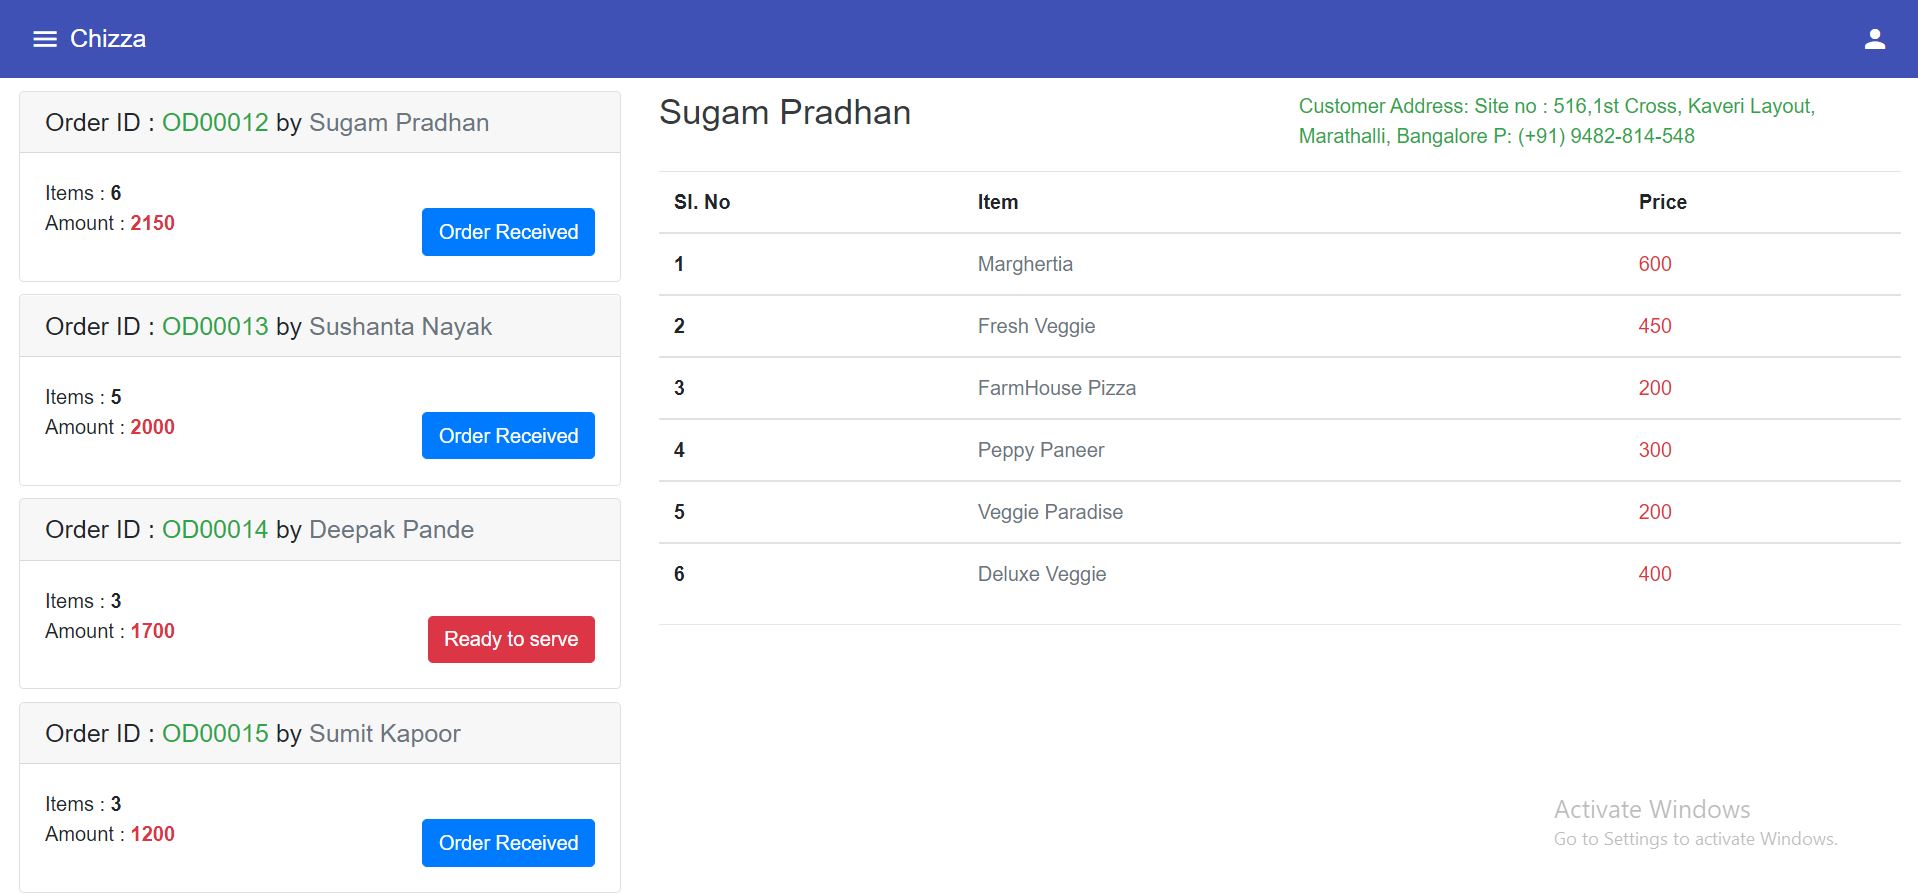 Chizza
Order ID : OD00012 by Sugam Pradhan
Items : 6
Amount : 2150
Order Received
Order ID : OD00013 by Sushanta Nayak
Items : 5
Amount : 2000
Order Received
Order ID : OD00014 by Deepak Pande
Items : 3
Amount : 1700
Ready to serve
Order ID : OD00015 by Sumit Kapoor
Items : 3
Amount : 1200
Order Received
Sugam Pradhan
Customer Address: Site no : 516,1st Cross, Kaveri Layout,
Marathalli, Bangalore P: (+91) 9482-814-548
Sl. No Item Price
1 Marghertia 600
2 Fresh Veggie 450
3 FarmHouse Pizza 200
4 Peppy Paneer 300
5 Veggie Paradise 200
6 Deluxe Veggie 400
Activate Windows
Go to Settings to activate Windows.